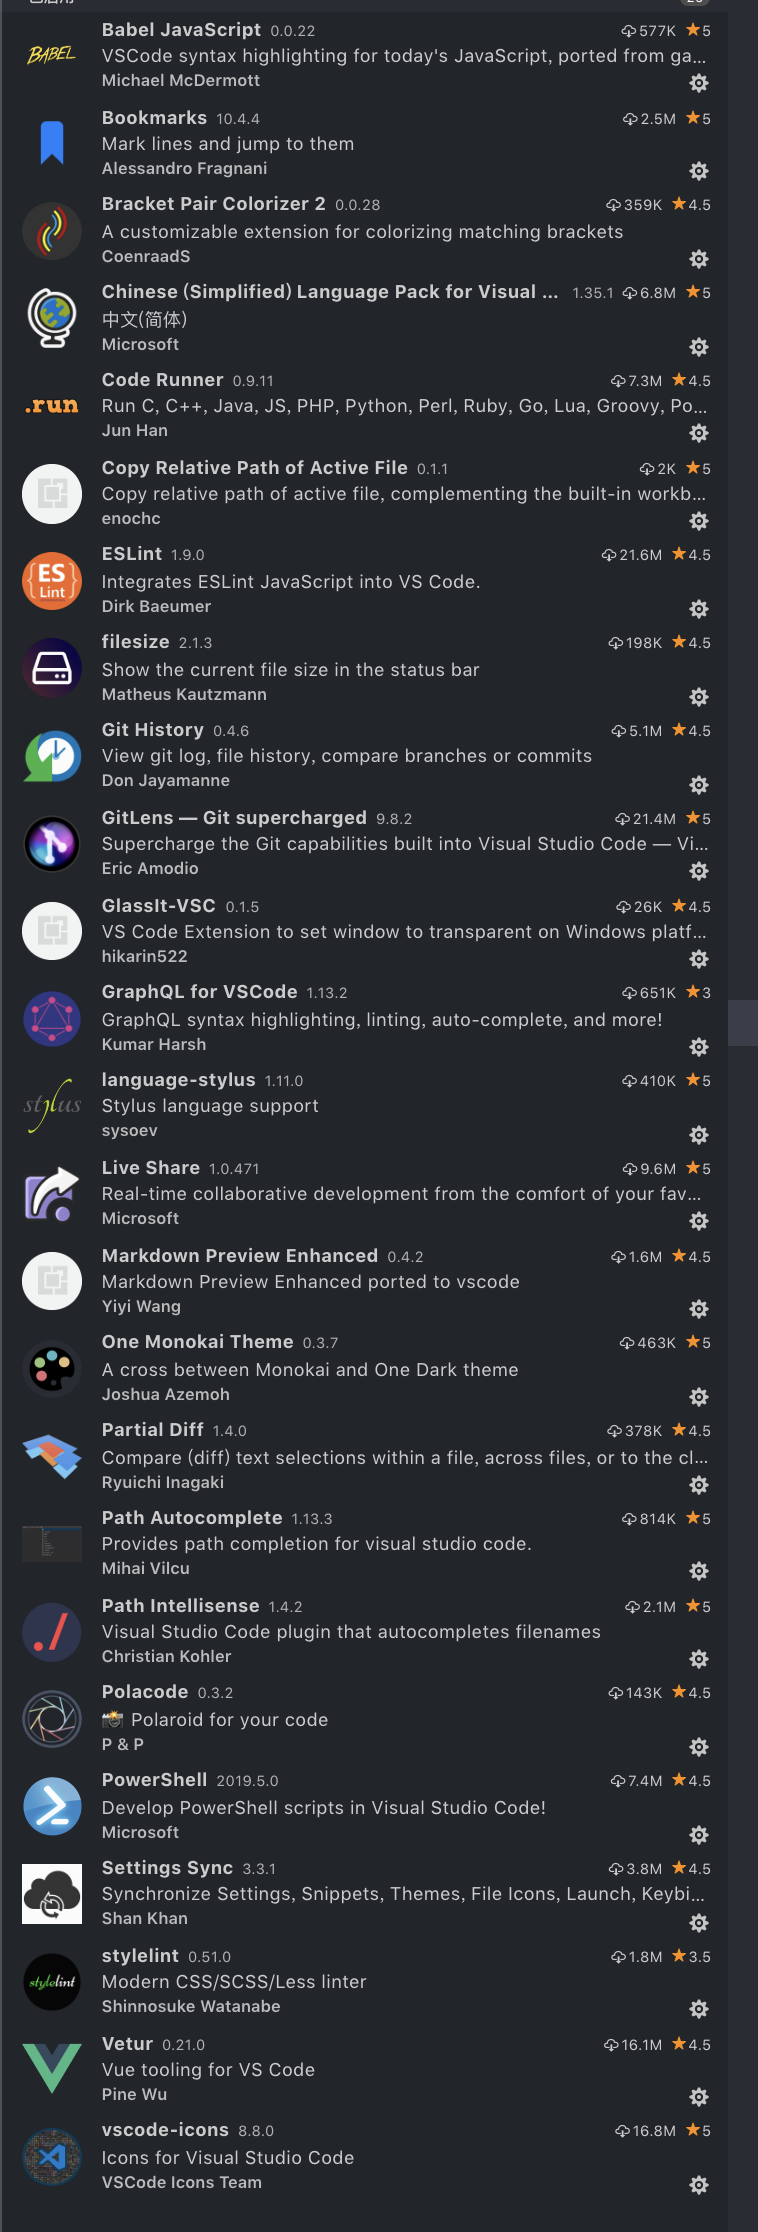 已启用
Babel JavaScript 0.0.22 577K 5
VSCode syntax highlighting for today's JavaScript, ported from ga...
Michael McDermott
BABEL
Bookmarks 10.4.4 2.5M 5
Mark lines and jump to them
Alessandro Fragnani
Bracket Pair Colorizer 2 0.0.28 359K 4.5
A customizable extension for colorizing matching brackets
CoenraadS
Chinese (Simplified) Language Pack for Visual ... 1.35.1 6.8M 5
中文(简体)
Microsoft
Code Runner 0.9.11 7.3M 4.5
.run
Run C, C++, Java, JS, PHP, Python, Perl, Ruby, Go, Lua, Groovy, Po...
Jun Han
Copy Relative Path of Active File 0.1.1 2K 5
Copy relative path of active file, complementing the built-in workb...
enochc
ESLint 1.9.0 21.6M 4.5
{ES}
Lint
Integrates ESLint JavaScript into VS Code.
Dirk Baeumer
filesize 2.1.3 198K 4.5
Show the current file size in the status bar
Matheus Kautzmann
Git History 0.4.6 5.1M 4.5
View git log, file history, compare branches or commits
Don Jayamanne
GitLens — Git supercharged 9.8.2 21.4M 5
Supercharge the Git capabilities built into Visual Studio Code — Vi...
Eric Amodio
GlassIt-VSC 0.1.5 26K 4.5
VS Code Extension to set window to transparent on Windows platf...
hikarin522
GraphQL for VSCode 1.13.2 651K 3
GraphQL syntax highlighting, linting, auto-complete, and more!
Kumar Harsh
language-stylus 1.11.0 410K 5
stylus
Stylus language support
sysoev
Live Share 1.0.471 9.6M 5
Real-time collaborative development from the comfort of your fav...
Microsoft
Markdown Preview Enhanced 0.4.2 1.6M 4.5
Markdown Preview Enhanced ported to vscode
Yiyi Wang
One Monokai Theme 0.3.7 463K 5
A cross between Monokai and One Dark theme
Joshua Azemoh
Partial Diff 1.4.0 378K 4.5
Compare (diff) text selections within a file, across files, or to the cl...
Ryuichi Inagaki
Path Autocomplete 1.13.3 814K 5
Provides path completion for visual studio code.
Mihai Vilcu
Path Intellisense 1.4.2 2.1M 5
./
Visual Studio Code plugin that autocompletes filenames
Christian Kohler
Polacode 0.3.2 143K 4.5
📸 Polaroid for your code
P & P
PowerShell 2019.5.0 7.4M 4.5
Develop PowerShell scripts in Visual Studio Code!
Microsoft
Settings Sync 3.3.1 3.8M 4.5
Synchronize Settings, Snippets, Themes, File Icons, Launch, Keybi...
Shan Khan
stylelint 0.51.0 1.8M 3.5
stylelint
Modern CSS/SCSS/Less linter
Shinnosuke Watanabe
Vetur 0.21.0 16.1M 4.5
Vue tooling for VS Code
Pine Wu
vscode-icons 8.8.0 16.8M 5
Icons for Visual Studio Code
VSCode Icons Team